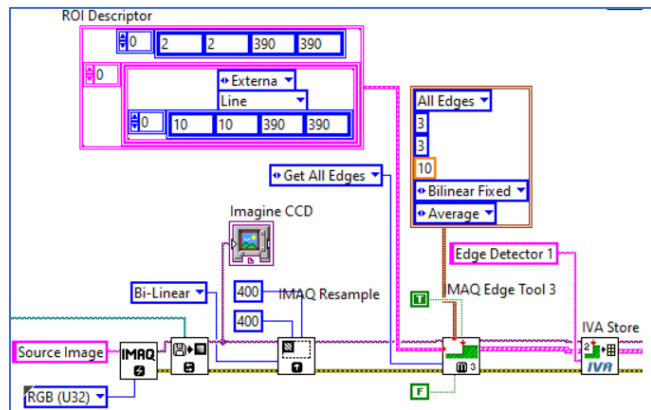 ROI Descriptor
0 2 2 390 390
0
Externa
Line
0 10 10 390 390
All Edges
3
3
10
Bilinear Fixed
Average
Get All Edges
Imagine CCD
Edge Detector 1
Bi-Linear
400
IMAQ Resample
400
IMAQ Edge Tool 3
T
IVA Store
Source Image
IMAQ
3
2
IVA
RGB (U32)
F